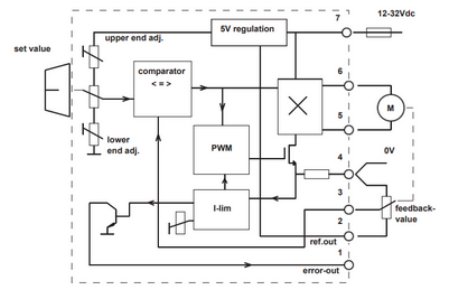 7
12-32Vdc
5V regulation
upper end adj.
set value
comparator
< = >
6
M
5
PWM
lower
end adj.
4
0V
I-lim
3
feedback-
value
2
ref.out
1
error-out